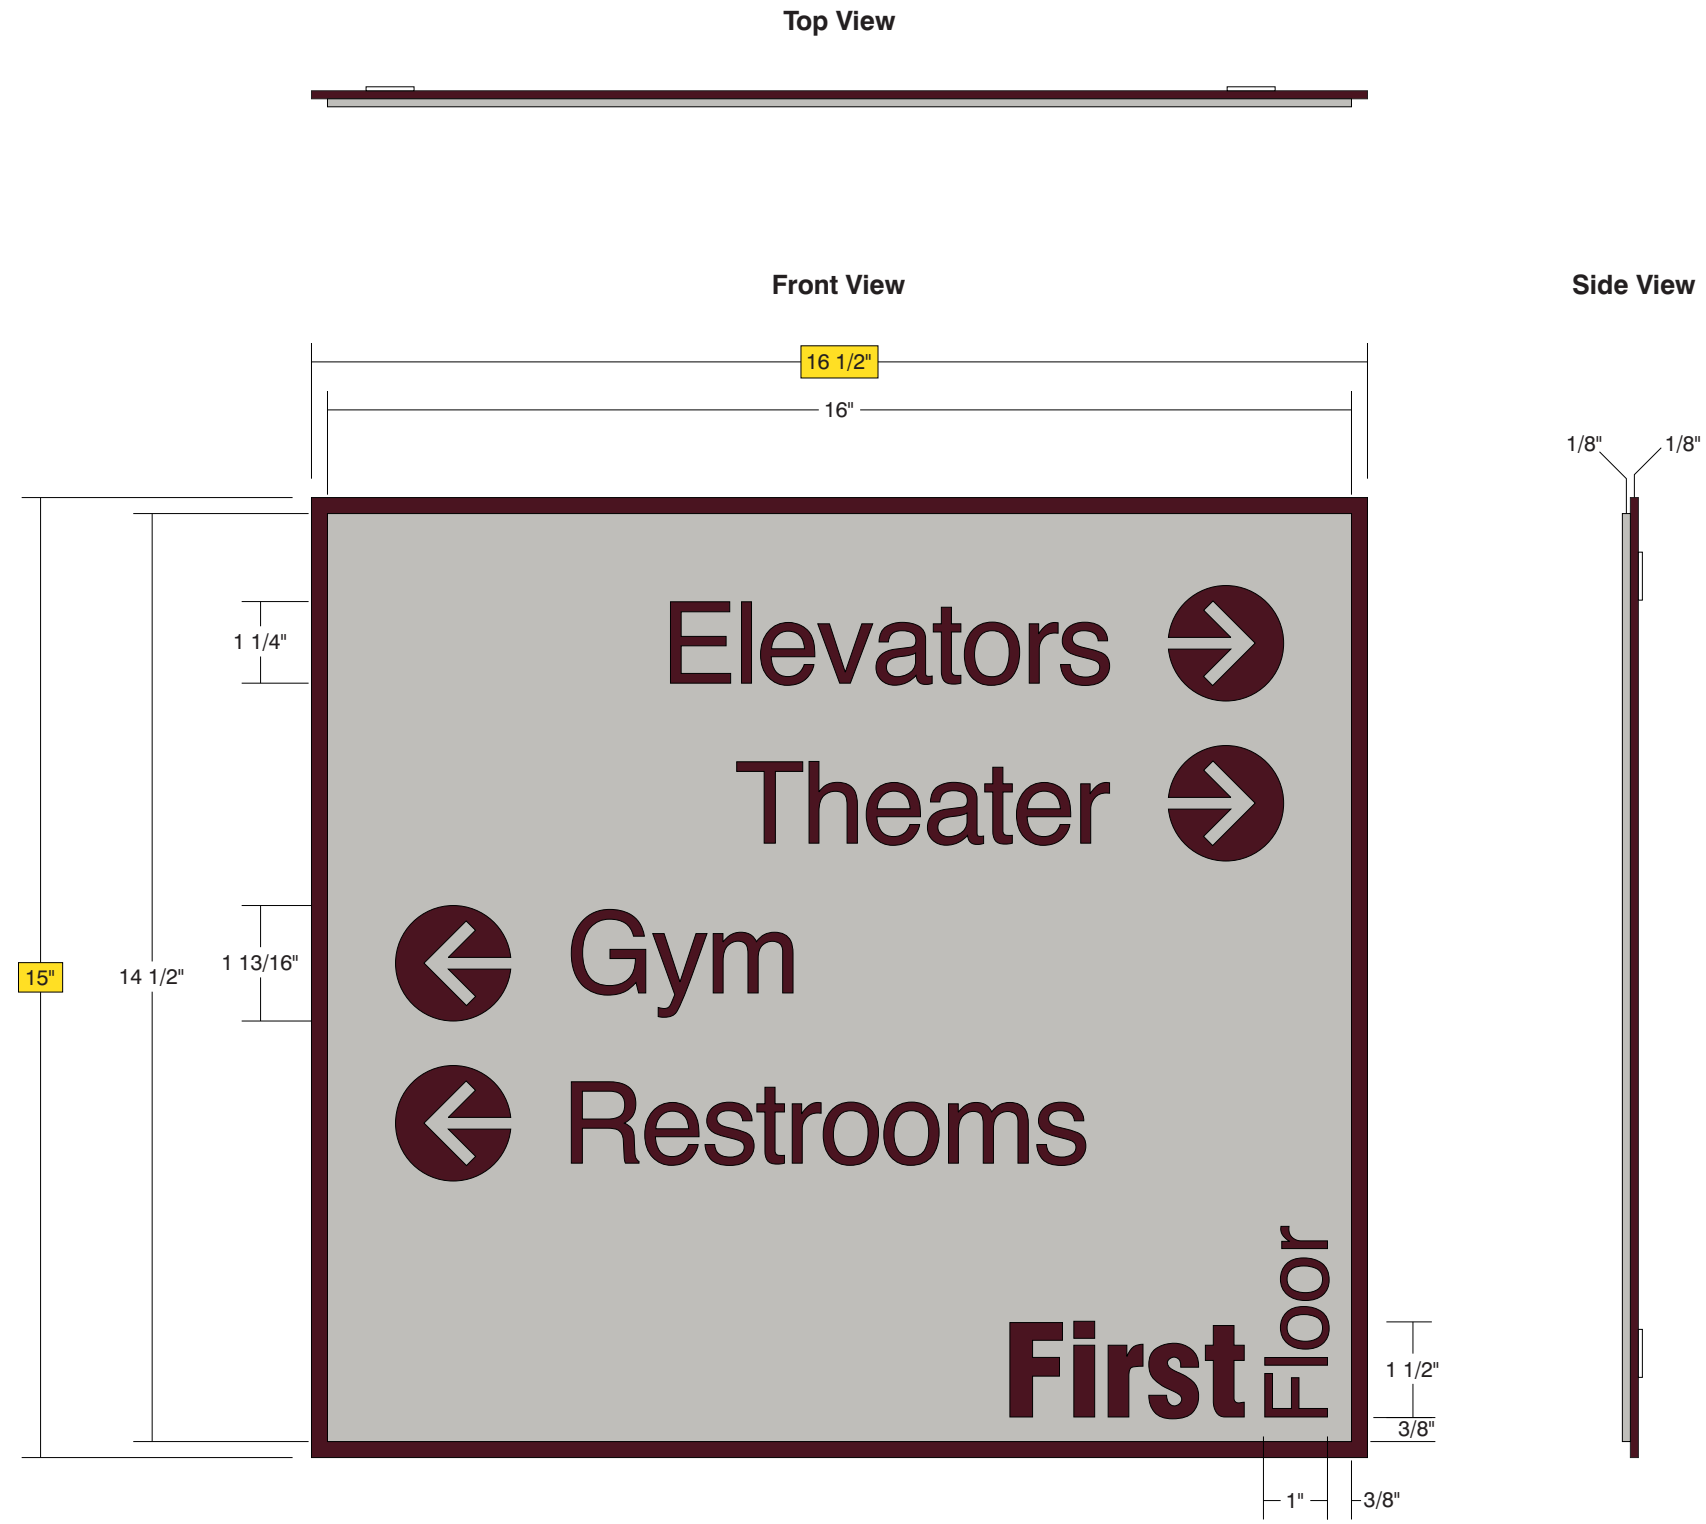 Top View
Front View
Side View
16 1/2"
16"
1/8"
1/8"
Elevators
1 1/4"
Theater
Gym
1 13/16"
15"
14 1/2"
Restrooms
First
Floor
1 1/2"
3/8"
1"
3/8"